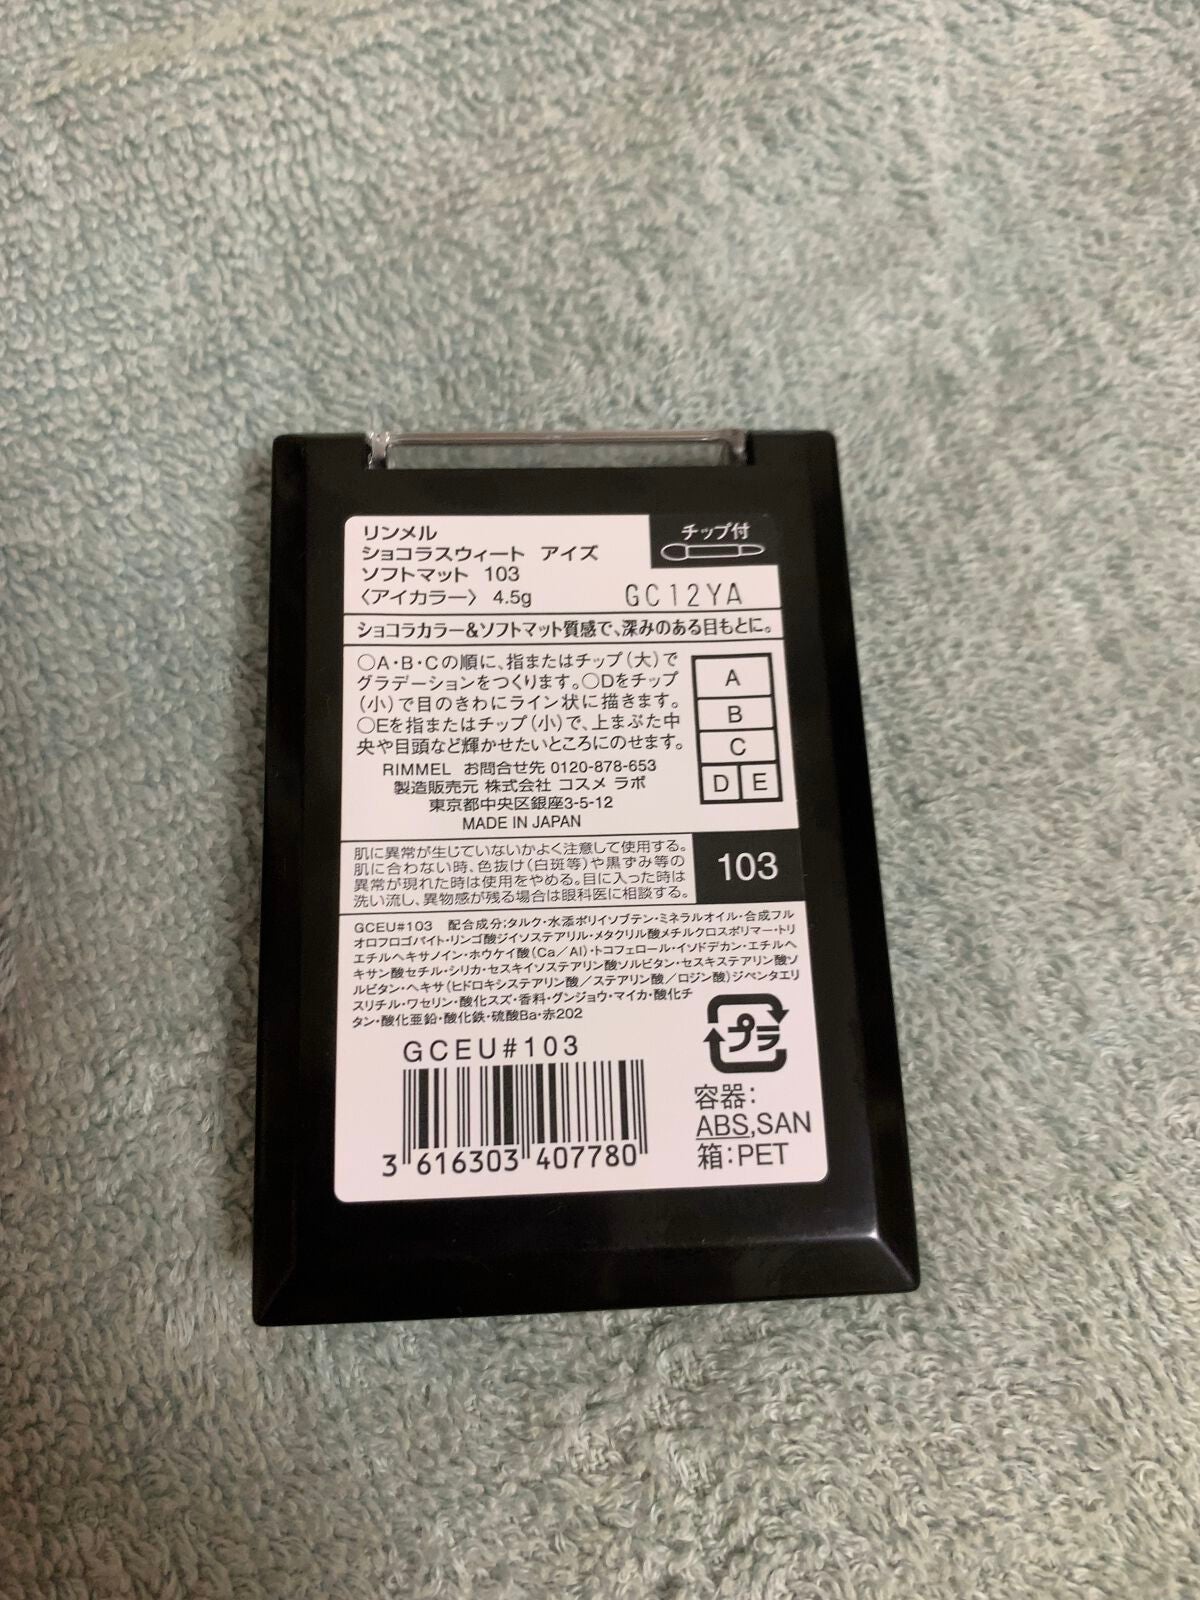 リンメル
ショコラスウィート アイズ
ソフトマット 103
〈アイカラー〉 4.5g
チップ付
GC12YA
ショコラカラー&ソフトマット質感で、深みのある目もとに。
○A・B・Cの順に、指またはチップ(大)で
グラデーションをつくります。○Dをチップ
(小)で目のきわにライン状に描きます。
○Eを指またはチップ(小)で、上まぶた中
央や目頭など輝かせたいところにのせます。
A
B
C
D E
RIMMEL お問合せ先 0120-878-653
製造販売元 株式会社 コスメ ラボ
東京都中央区銀座3-5-12
MADE IN JAPAN
肌に異常が生じていないかよく注意して使用する。
肌に合わない時、色抜け(白斑等)や黒ずみ等の
異常が現れた時は使用をやめる。目に入った時は
洗い流し、異物感が残る場合は眼科医に相談する。
103
GCEU#103 配合成分;タルク・水添ポリイソブテン・ミネラルオイル・合成フル
オロフロゴパイト・リンゴ酸ジイソステアリル・メタクリル酸メチルクロスポリマー・トリ
エチルヘキサノイン・ホウケイ酸(Ca/Al)・トコフェロール・イソドデカン・エチルヘ
キサン酸セチル・シリカ・セスキイソステアリン酸ソルビタン・セスキステアリン酸ソ
ルビタン・ヘキサ(ヒドロキシステアリン酸/ステアリン酸/ロジン酸)ジペンタエリ
スリチル・ワセリン・酸化スズ・香料・グンジョウ・マイカ・酸化チ
タン・酸化亜鉛・酸化鉄・硫酸Ba・赤202
プラ
GCEU#103
容器:
ABS,SAN
箱:PET
3 616303 407780